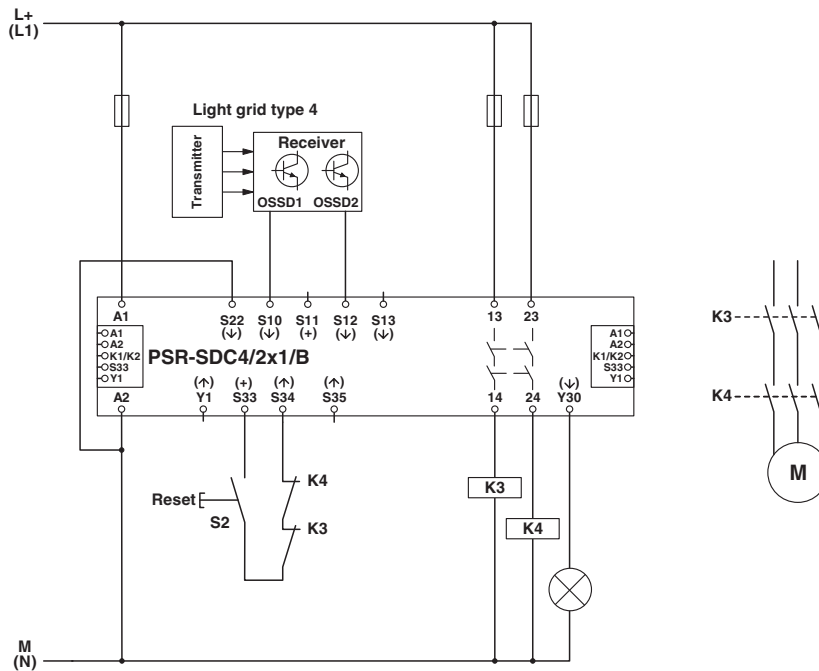 L+
(L1)
Light grid type 4
Transmitter
Receiver
OSSD1 OSSD2
A1 S22 S10 S11 S12 S13 13 23
(↓) (↓) (+) (↓) (↓)
A1
A2
K1/K2
S33
Y1
PSR-SDC4/2x1/B
A1
A2
K1/K2
S33
Y1
(↑) (+) (↑) (↑) (↓)
A2 Y1 S33 S34 S35 14 24 Y30
K3
K4
M
Reset
S2
K4
K3
K3
K4
M
(N)